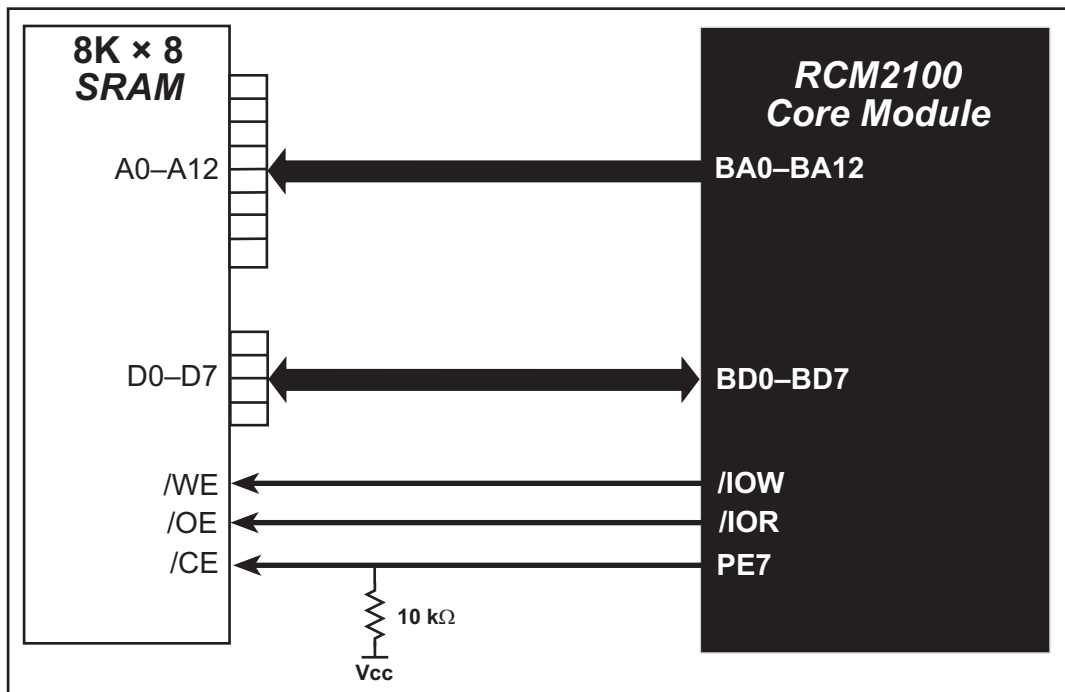 8K × 8
SRAM
RCM2100
Core Module
A0–A12
BA0–BA12
D0–D7
BD0–BD7
/WE
/IOW
/OE
/IOR
/CE
PE7
10 kΩ
Vcc